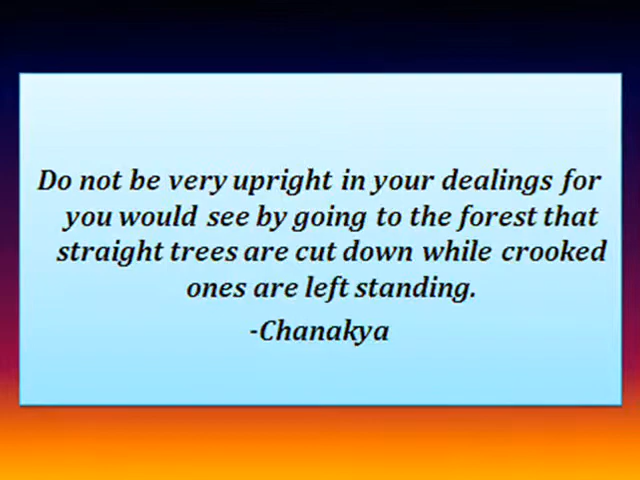 Do not be very upright in your dealings for
you would see by going to the forest that
straight trees are cut down while crooked
ones are left standing.
-Chanakya